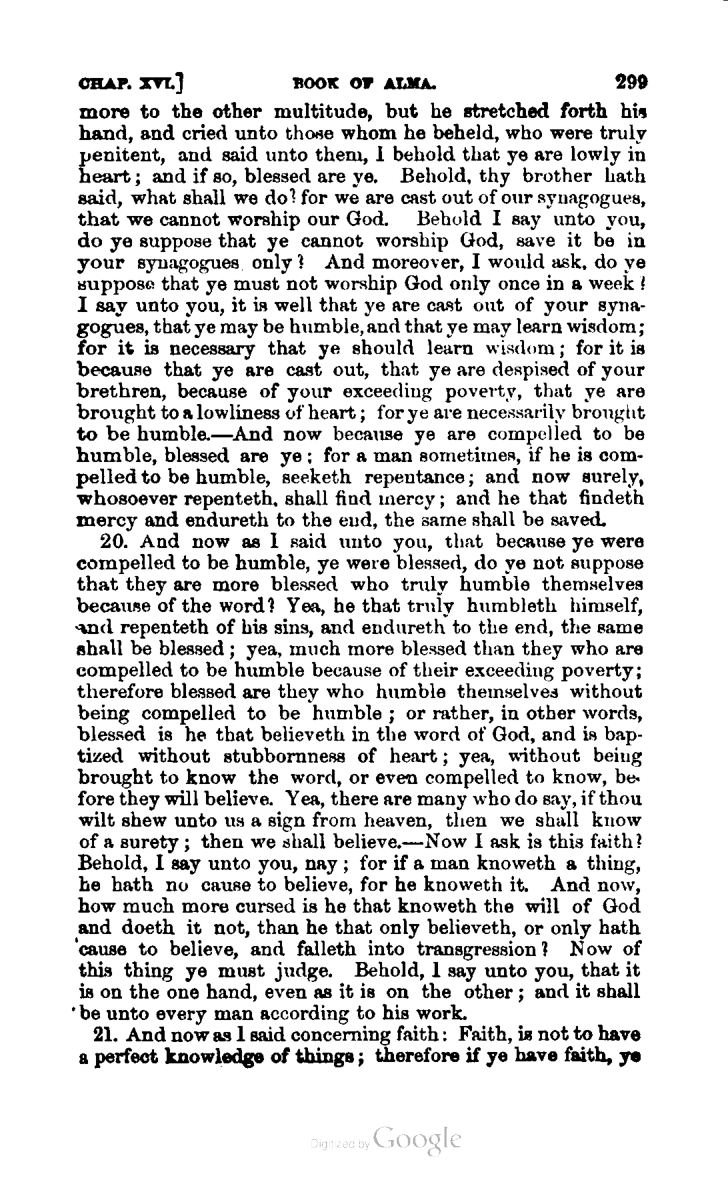 CHAP. XVI.] BOOK OF ALMA. 299
more to the other multitude, but he stretched forth his
hand, and cried unto those whom he beheld, who were truly
penitent, and said unto them, I behold that ye are lowly in
heart; and if so, blessed are ye. Behold, thy brother hath
said, what shall we do? for we are cast out of our synagogues,
that we cannot worship our God. Behold I say unto you,
do ye suppose that ye cannot worship God, save it be in
your synagogues only? And moreover, I would ask, do ye
suppose that ye must not worship God only once in a week?
I say unto you, it is well that ye are cast out of your syna-
gogues, that ye may be humble, and that ye may learn wisdom;
for it is necessary that ye should learn wisdom; for it is
because that ye are cast out, that ye are despised of your
brethren, because of your exceeding poverty, that ye are
brought to a lowliness of heart; for ye are necessarily brought
to be humble.—And now because ye are compelled to be
humble, blessed are ye; for a man sometimes, if he is com-
pelled to be humble, seeketh repentance; and now surely,
whosoever repenteth, shall find mercy; and he that findeth
mercy and endureth to the end, the same shall be saved.
20. And now as I said unto you, that because ye were
compelled to be humble, ye were blessed, do ye not suppose
that they are more blessed who truly humble themselves
because of the word? Yea, he that truly humbleth himself,
and repenteth of his sins, and endureth to the end, the same
shall be blessed; yea, much more blessed than they who are
compelled to be humble because of their exceeding poverty;
therefore blessed are they who humble themselves without
being compelled to be humble; or rather, in other words,
blessed is he that believeth in the word of God, and is bap-
tized without stubbornness of heart; yea, without being
brought to know the word, or even compelled to know, be-
fore they will believe. Yea, there are many who do say, if thou
wilt shew unto us a sign from heaven, then we shall know
of a surety; then we shall believe.—Now I ask is this faith?
Behold, I say unto you, nay; for if a man knoweth a thing,
he hath no cause to believe, for he knoweth it. And now,
how much more cursed is he that knoweth the will of God
and doeth it not, than he that only believeth, or only hath
cause to believe, and falleth into transgression? Now of
this thing ye must judge. Behold, I say unto you, that it
is on the one hand, even as it is on the other; and it shall
be unto every man according to his work.
21. And now as I said concerning faith: Faith, is not to have
a perfect knowledge of things; therefore if ye have faith, ye
Digitized by Google